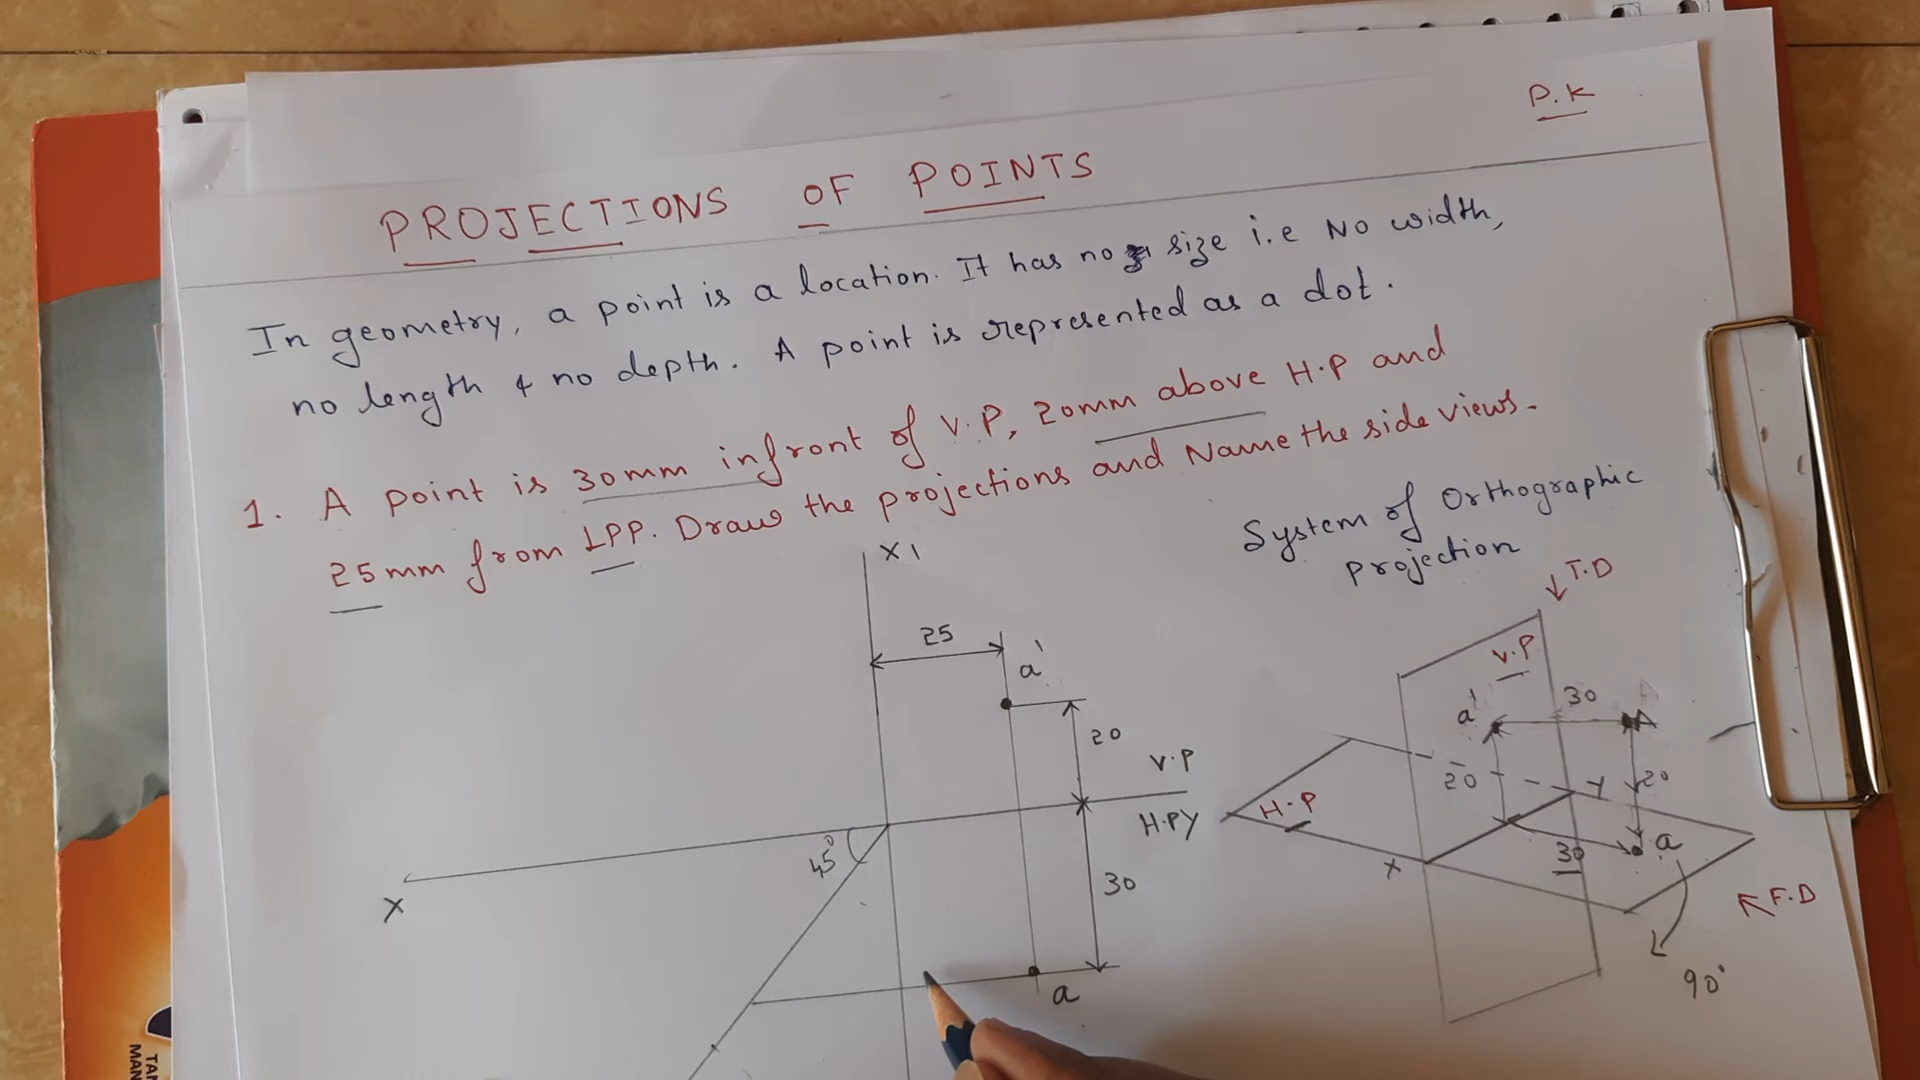 P.K
PROJECTIONS OF POINTS
In geometry, a point is a location. It has no size i.e No width,
no length & no depth. A point is represented as a dot.
1. A point is 30mm infront of V.P, 20mm above H.P and
25mm from LPP. Draw the projections and Name the side views.
System of Orthographic
projection
X1
T.D
25
a'
V.P
a'
30
A
20
V.P
20
Y
20
H.P
H.PY
45°
30
X
30
a
X
F.D
a
90°
TAN
MAN